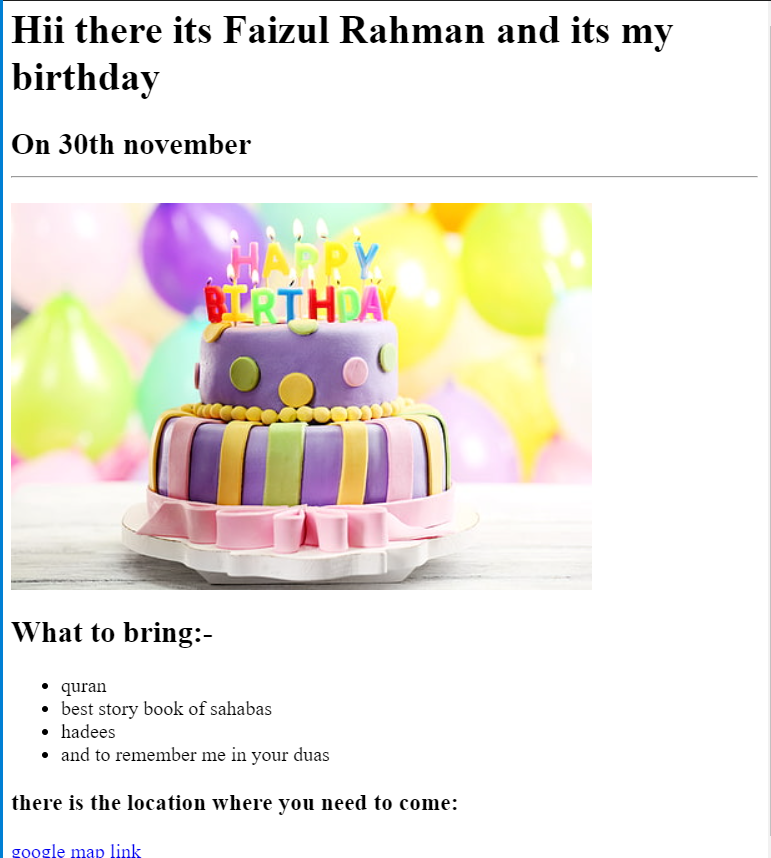 Hii there its Faizul Rahman and its my
birthday
On 30th november
HAPPY
BIRTHDAY
What to bring:-
quran
best story book of sahabas
hadees
and to remember me in your duas
there is the location where you need to come:
google map link